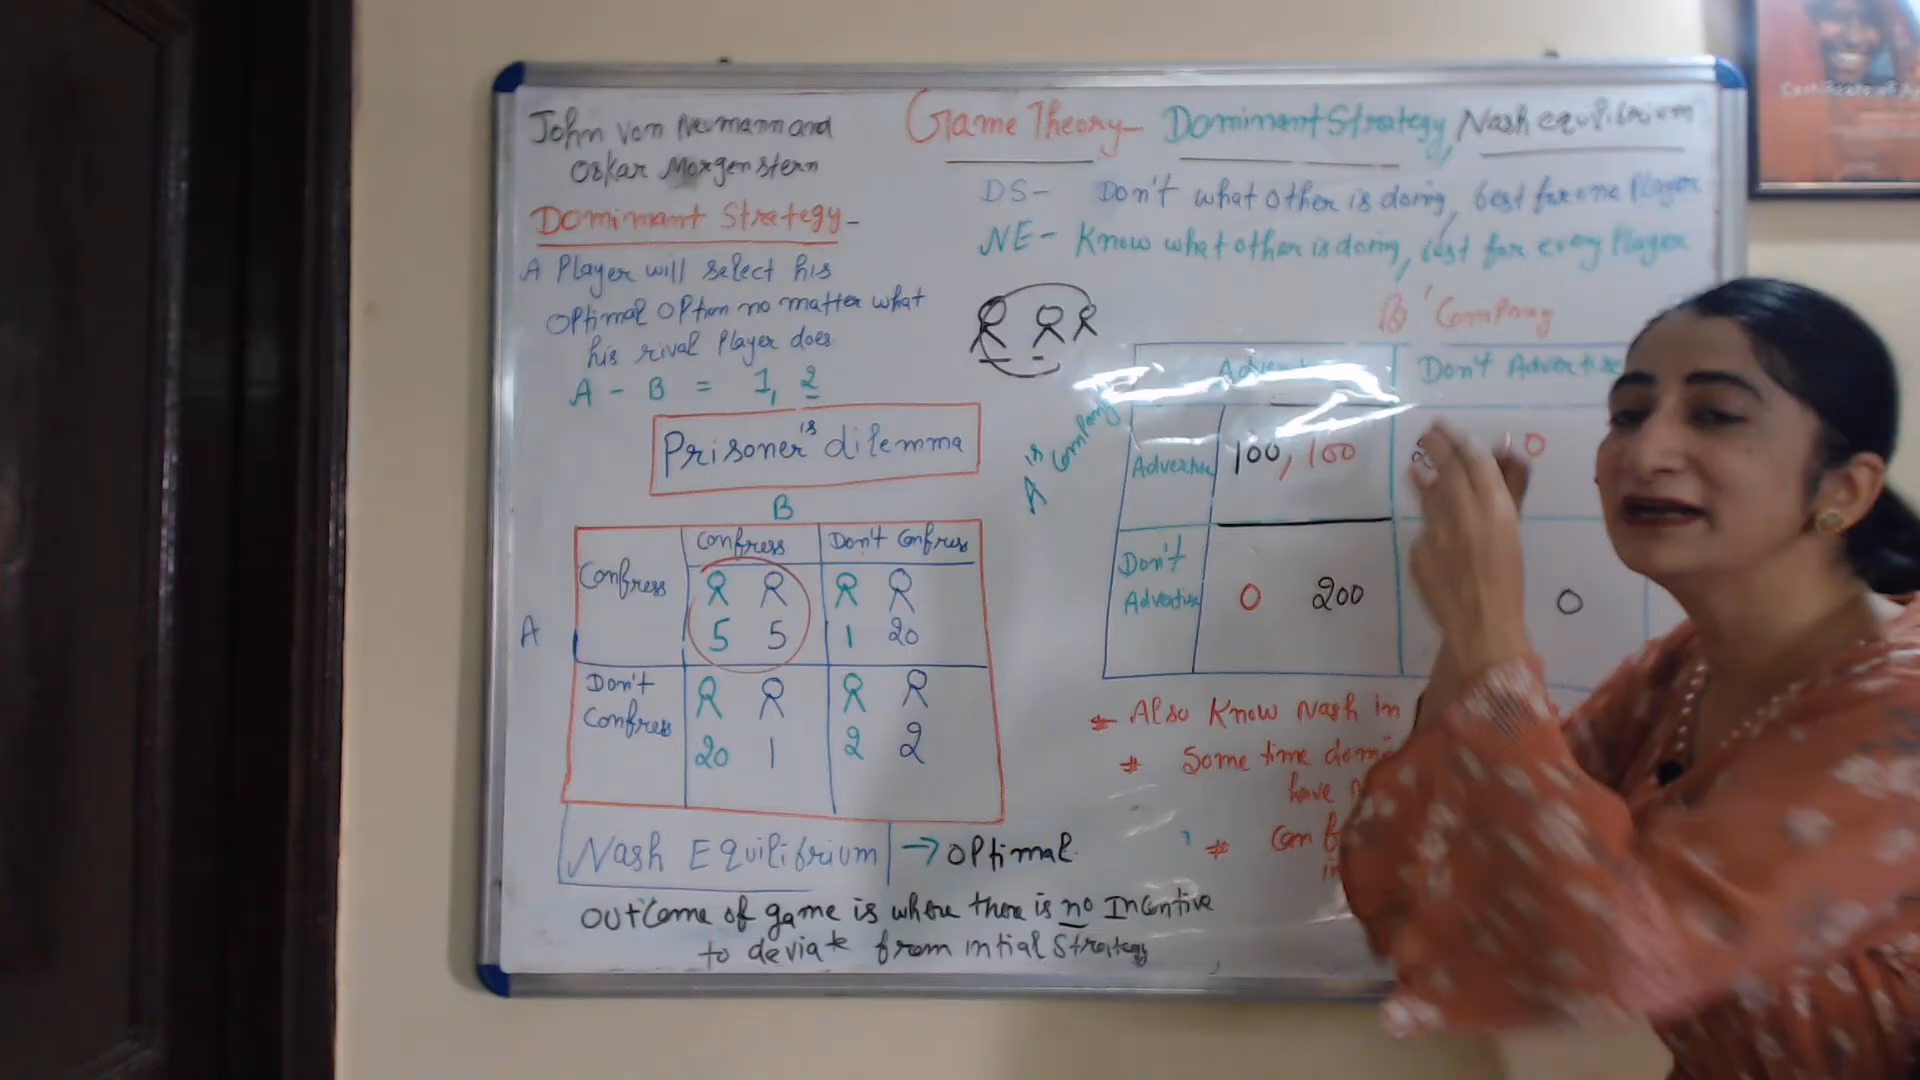 John von Neumann and
Oskar Morgenstern
Dominant Strategy-
A Player will select his
optimal option no matter what
his rival Player does
A - B = 1, 2
Prisoner's dilemma
B
Confress
Don't Confress
Confress
5 5
1 20
A
Don't
Confress
20 1
2 2
Nash Equilibrium → optimal
outcome of game is where there is no Incentive
to deviate from intial Strategy
Game Theory- Dominant Strategy, Nash equilibrium
DS- Don't what other is doing, best for one Player
NE- Know what other is doing, best for every Player
B' Company
Don't Advertise
A is Company
Advertise
100, 100
0
Don't
Advertise
0 200
0
* Also Know Nash in
* Some time
have
*